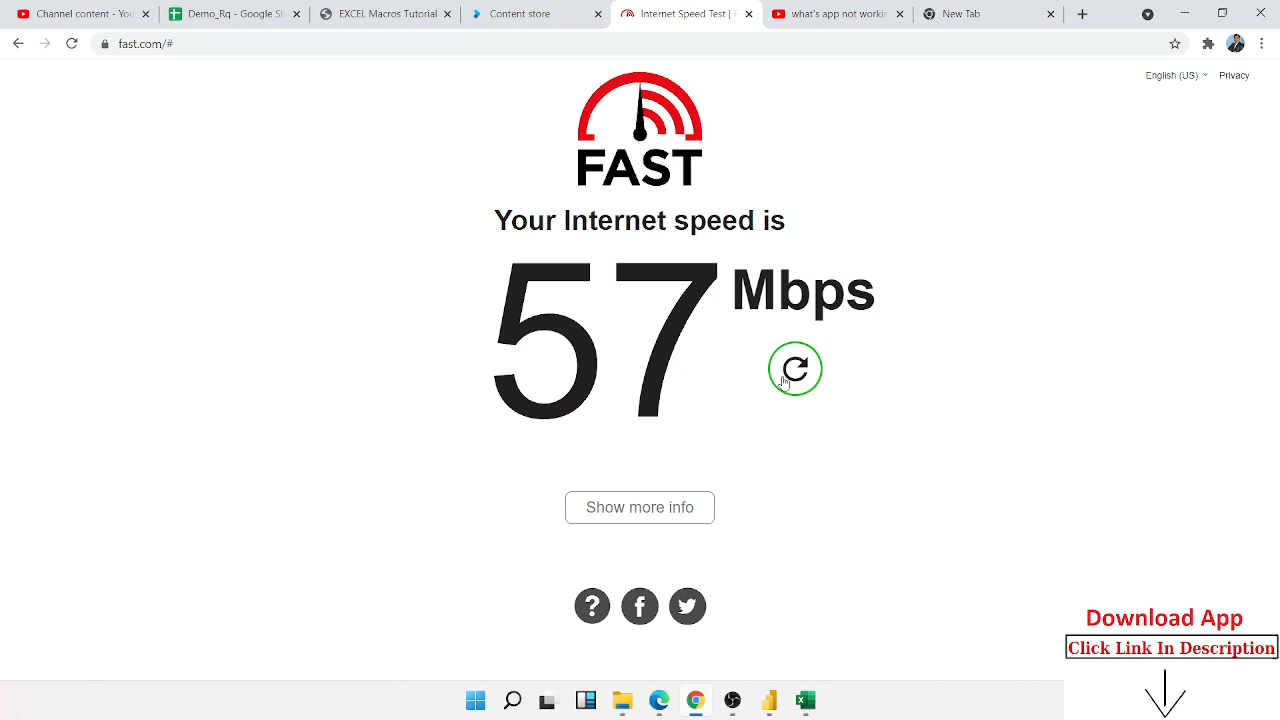 Channel content - You
Demo_Rq - Google Sh
EXCEL Macros Tutorial
Content store
Internet Speed Test | F
what's app not workin
New Tab
fast.com/#
English (US)
Privacy
FAST
Your Internet speed is
57 Mbps
Show more info
Download App
Click Link In Description